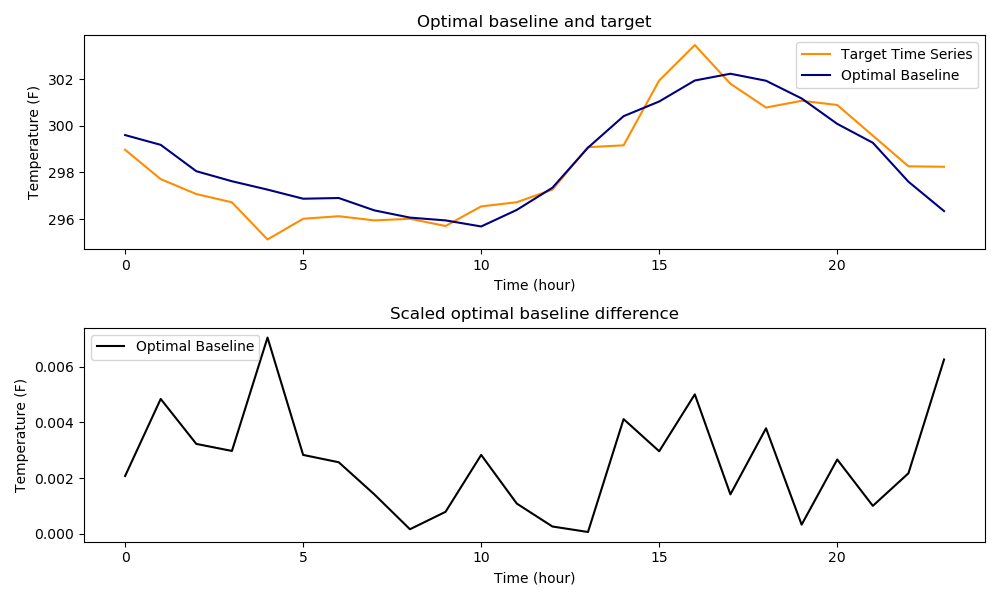 Optimal baseline and target
Target Time Series
Optimal Baseline
302
300
298
296
Temperature (F)
0 5 10 15 20
Time (hour)
Scaled optimal baseline difference
Optimal Baseline
0.006
0.004
0.002
0.000
Temperature (F)
0 5 10 15 20
Time (hour)